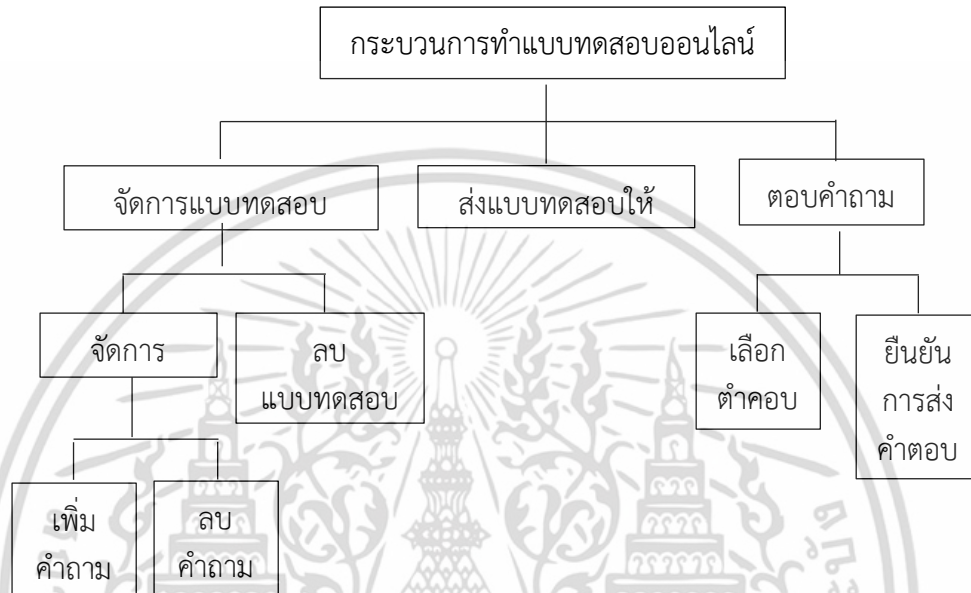 กระบวนการทำแบบทดสอบออนไลน์
จัดการแบบทดสอบ
ส่งแบบทดสอบให้
ตอบคำถาม
จัดการ
ลบ
แบบทดสอบ
เลือก
ตำคอบ
ยืนยัน
การส่ง
คำตอบ
เพิ่ม
คำถาม
ลบ
คำถาม